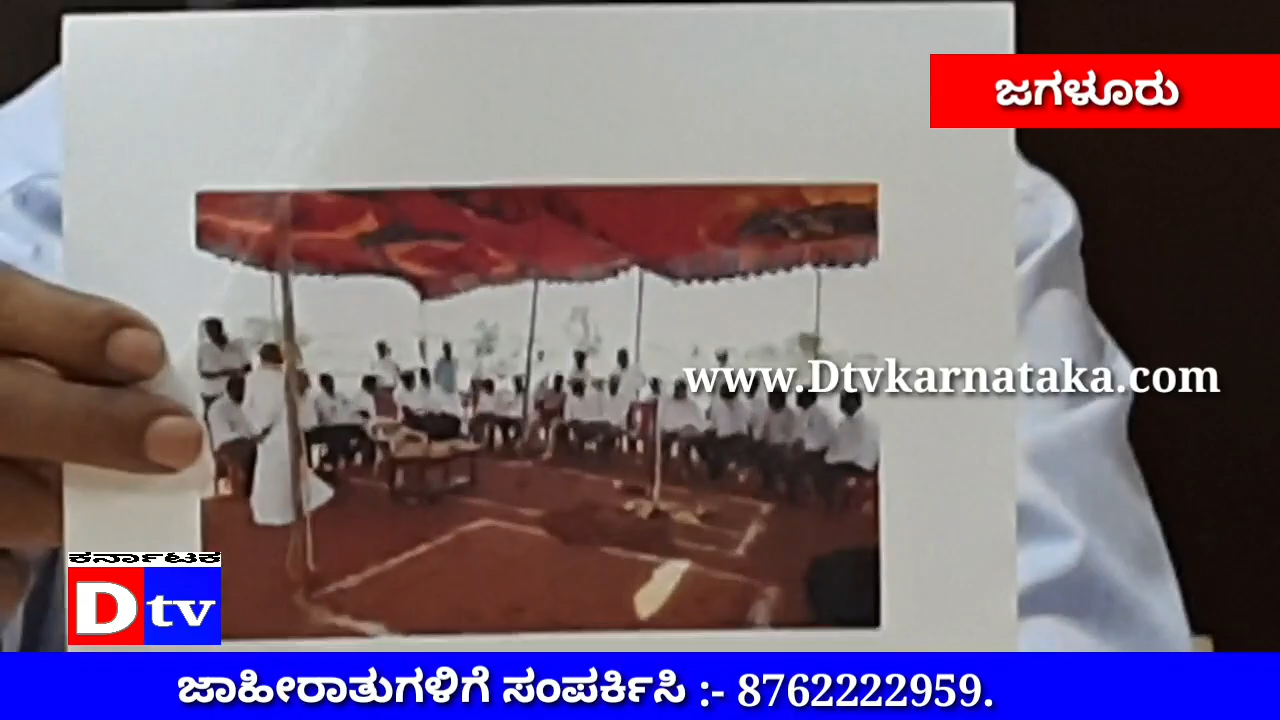 ಜಗಳೂರು
www.Dtvkarnataka.com
ಕರ್ನಾಟಕ
Dtv
ಜಾಹೀರಾತುಗಳಿಗೆ ಸಂಪರ್ಕಿಸಿ :- 8762222959.